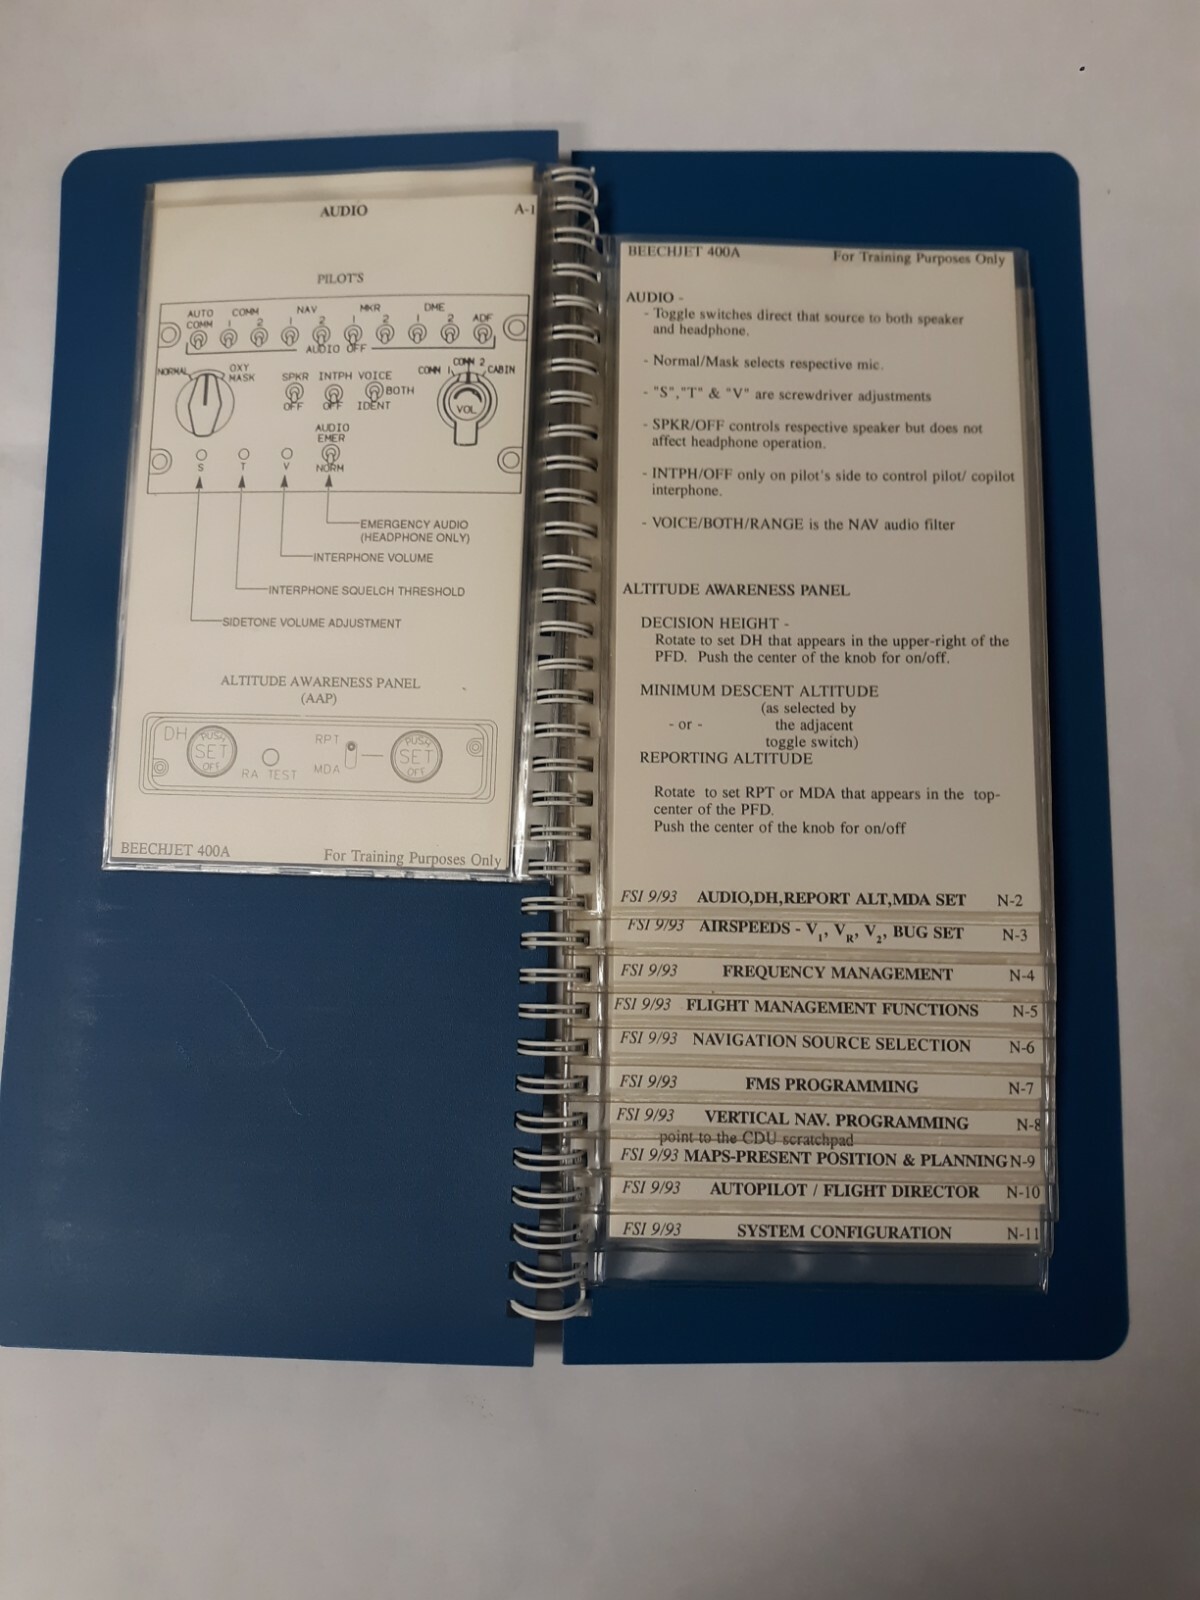 AUDIO A-1
PILOT'S
AUTO COMM NAV MKR DME ADF
COMM 1 2 1 2 1 2 1 2
AUDIO OFF
NORMAL OXY
MASK
SPKR INTPH VOICE
BOTH
OFF OFF IDENT
COMM 1 COMM 2 CABIN
VOL
AUDIO
EMER
NORM
S T V
EMERGENCY AUDIO
(HEADPHONE ONLY)
INTERPHONE VOLUME
INTERPHONE SQUELCH THRESHOLD
SIDETONE VOLUME ADJUSTMENT
ALTITUDE AWARENESS PANEL
(AAP)
DH PUSH SET OFF
RA TEST
RPT
MDA
PUSH SET OFF
BEECHJET 400A For Training Purposes Only
BEECHJET 400A For Training Purposes Only
AUDIO -
- Toggle switches direct that source to both speaker
and headphone.
- Normal/Mask selects respective mic.
- "S","T" & "V" are screwdriver adjustments
- SPKR/OFF controls respective speaker but does not
affect headphone operation.
- INTPH/OFF only on pilot's side to control pilot/ copilot
interphone.
- VOICE/BOTH/RANGE is the NAV audio filter
ALTITUDE AWARENESS PANEL
DECISION HEIGHT -
Rotate to set DH that appears in the upper-right of the
PFD. Push the center of the knob for on/off.
MINIMUM DESCENT ALTITUDE
(as selected by
- or - the adjacent
toggle switch)
REPORTING ALTITUDE
Rotate to set RPT or MDA that appears in the top-
center of the PFD.
Push the center of the knob for on/off
FSI 9/93 AUDIO,DH,REPORT ALT,MDA SET N-2
FSI 9/93 AIRSPEEDS - V1, VR, V2, BUG SET N-3
FSI 9/93 FREQUENCY MANAGEMENT N-4
FSI 9/93 FLIGHT MANAGEMENT FUNCTIONS N-5
FSI 9/93 NAVIGATION SOURCE SELECTION N-6
FSI 9/93 FMS PROGRAMMING N-7
FSI 9/93 VERTICAL NAV. PROGRAMMING N-8
point to the CDU scratchpad
FSI 9/93 MAPS-PRESENT POSITION & PLANNING N-9
FSI 9/93 AUTOPILOT / FLIGHT DIRECTOR N-10
FSI 9/93 SYSTEM CONFIGURATION N-11